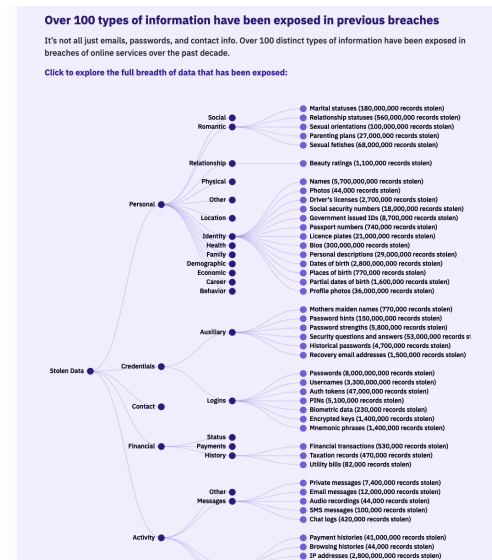 Over 100 types of information have been exposed in previous breaches
It's not all just emails, passwords, and contact info. Over 100 distinct types of information have been exposed in
breaches of online services over the past decade.
Click to explore the full breadth of data that has been exposed:
Stolen Data
Personal
Social
Romantic
Marital statuses (180,000,000 records stolen)
Relationship statuses (560,000,000 records stolen)
Sexual orientations (100,000,000 records stolen)
Parenting plans (27,000,000 records stolen)
Sexual fetishes (68,000,000 records stolen)
Relationship
Beauty ratings (1,100,000 records stolen)
Physical
Other
Location
Identity
Names (5,700,000,000 records stolen)
Photos (44,000 records stolen)
Driver's licenses (2,700,000 records stolen)
Social security numbers (18,000,000 records stolen)
Government issued IDs (8,700,000 records stolen)
Passport numbers (740,000 records stolen)
Licence plates (21,000,000 records stolen)
Bios (300,000,000 records stolen)
Personal descriptions (29,000,000 records stolen)
Dates of birth (2,800,000,000 records stolen)
Places of birth (770,000 records stolen)
Partial dates of birth (1,600,000 records stolen)
Profile photos (36,000,000 records stolen)
Health
Family
Demographic
Economic
Career
Behavior
Credentials
Auxiliary
Mothers maiden names (770,000 records stolen)
Password hints (150,000,000 records stolen)
Password strengths (5,800,000 records stolen)
Security questions and answers (53,000,000 records st
Historical passwords (4,700,000 records stolen)
Recovery email addresses (1,500,000 records stolen)
Logins
Passwords (8,000,000,000 records stolen)
Usernames (3,300,000,000 records stolen)
Auth tokens (47,000,000 records stolen)
PINs (5,100,000 records stolen)
Biometric data (230,000 records stolen)
Encrypted keys (1,400,000 records stolen)
Mnemonic phrases (1,400,000 records stolen)
Contact
Financial
Status
Payments
History
Financial transactions (530,000 records stolen)
Taxation records (470,000 records stolen)
Utility bills (82,000 records stolen)
Activity
Other
Messages
Private messages (7,400,000 records stolen)
Email messages (12,000,000 records stolen)
Audio recordings (44,000 records stolen)
SMS messages (100,000 records stolen)
Chat logs (420,000 records stolen)
Payment histories (41,000,000 records stolen)
Browsing histories (44,000 records stolen)
IP addresses (2,800,000,000 records stolen)